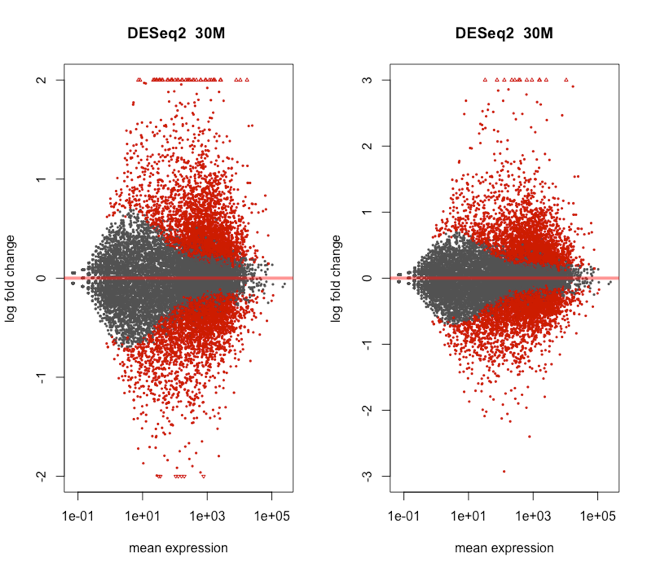 DESeq2 30M
log fold change
2
1
0
-1
-2
1e-01
1e+01
1e+03
1e+05
mean expression
DESeq2 30M
log fold change
3
2
1
0
-1
-2
-3
1e-01
1e+01
1e+03
1e+05
mean expression